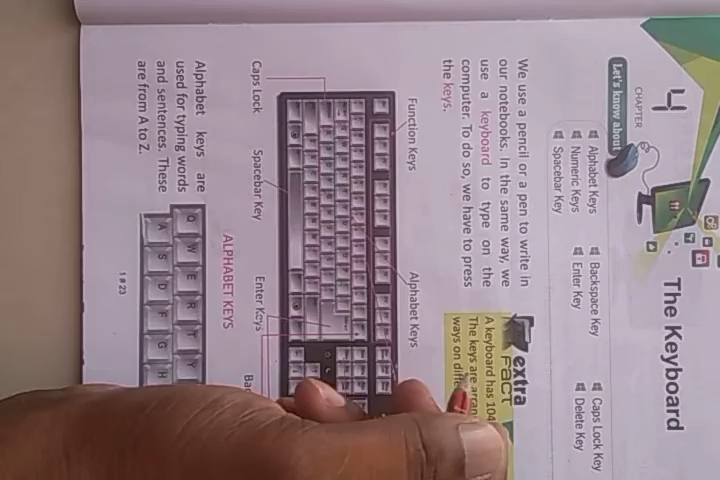 CHAPTER
4
The Keyboard
Let's know about
Alphabet Keys
Backspace Key
Caps Lock Key
Numeric Keys
Enter Key
Delete Key
Spacebar Key
We use a pencil or a pen to write in
our notebooks. In the same way, we
use a keyboard to type on the
computer. To do so, we have to press
the keys.
extra
FACT
A keyboard has 104
The keys are
ways on
Function Keys
Alphabet Keys
Caps Lock
Spacebar Key
Enter Keys
ALPHABET KEYS
Alphabet keys are
used for typing words
and sentences. These
are from A to Z.
Q W E R T Y
A S D F G H
1 # 23